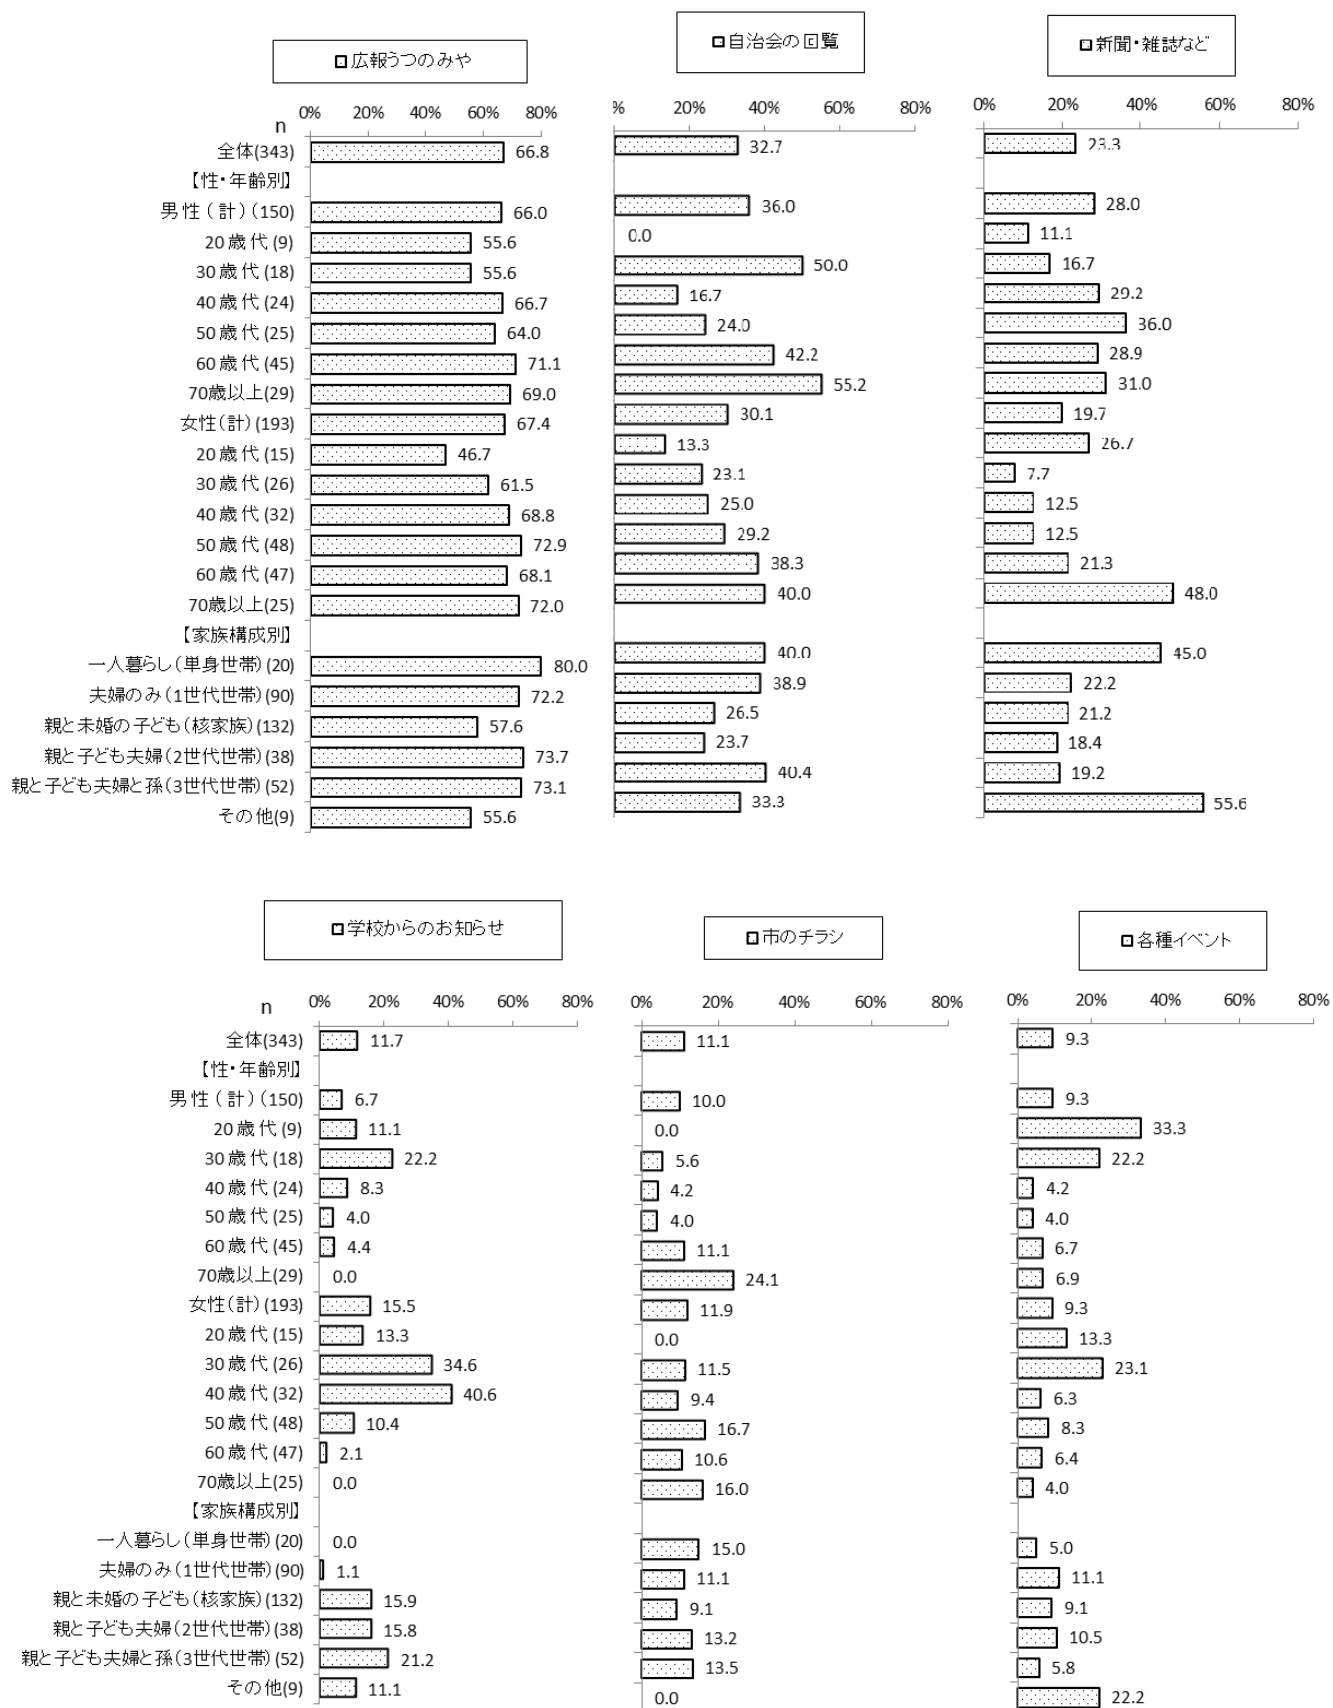 広報うつのみや
自治会の回覧
新聞・雑誌など
n 0% 20% 40% 60% 80% % 20% 40% 60% 80% 0% 20% 40% 60% 80%
全体(343) 66.8 32.7 23.3
【性・年齢別】
男性(計)(150) 66.0 36.0 28.0
20歳代(9) 55.6 0.0 11.1
30歳代(18) 55.6 50.0 16.7
40歳代(24) 66.7 16.7 29.2
50歳代(25) 64.0 24.0 36.0
60歳代(45) 71.1 42.2 28.9
70歳以上(29) 69.0 55.2 31.0
女性(計)(193) 67.4 30.1 19.7
20歳代(15) 46.7 13.3 26.7
30歳代(26) 61.5 23.1 7.7
40歳代(32) 68.8 25.0 12.5
50歳代(48) 72.9 29.2 12.5
60歳代(47) 68.1 38.3 21.3
70歳以上(25) 72.0 40.0 48.0
【家族構成別】
一人暮らし(単身世帯)(20) 80.0 40.0 45.0
夫婦のみ(1世代世帯)(90) 72.2 38.9 22.2
親と未婚の子ども(核家族)(132) 57.6 26.5 21.2
親と子ども夫婦(2世代世帯)(38) 73.7 23.7 18.4
親と子ども夫婦と孫(3世代世帯)(52) 73.1 40.4 19.2
その他(9) 55.6 33.3 55.6
学校からのお知らせ
市のチラシ
各種イベント
n 0% 20% 40% 60% 80% 0% 20% 40% 60% 80% 0% 20% 40% 60% 80%
全体(343) 11.7 11.1 9.3
【性・年齢別】
男性(計)(150) 6.7 10.0 9.3
20歳代(9) 11.1 0.0 33.3
30歳代(18) 22.2 5.6 22.2
40歳代(24) 8.3 4.2 4.2
50歳代(25) 4.0 4.0 4.0
60歳代(45) 4.4 11.1 6.7
70歳以上(29) 0.0 24.1 6.9
女性(計)(193) 15.5 11.9 9.3
20歳代(15) 13.3 0.0 13.3
30歳代(26) 34.6 11.5 23.1
40歳代(32) 40.6 9.4 6.3
50歳代(48) 10.4 16.7 8.3
60歳代(47) 2.1 10.6 6.4
70歳以上(25) 0.0 16.0 4.0
【家族構成別】
一人暮らし(単身世帯)(20) 0.0 15.0 5.0
夫婦のみ(1世代世帯)(90) 1.1 11.1 11.1
親と未婚の子ども(核家族)(132) 15.9 9.1 9.1
親と子ども夫婦(2世代世帯)(38) 15.8 13.2 10.5
親と子ども夫婦と孫(3世代世帯)(52) 21.2 13.5 5.8
その他(9) 11.1 0.0 22.2